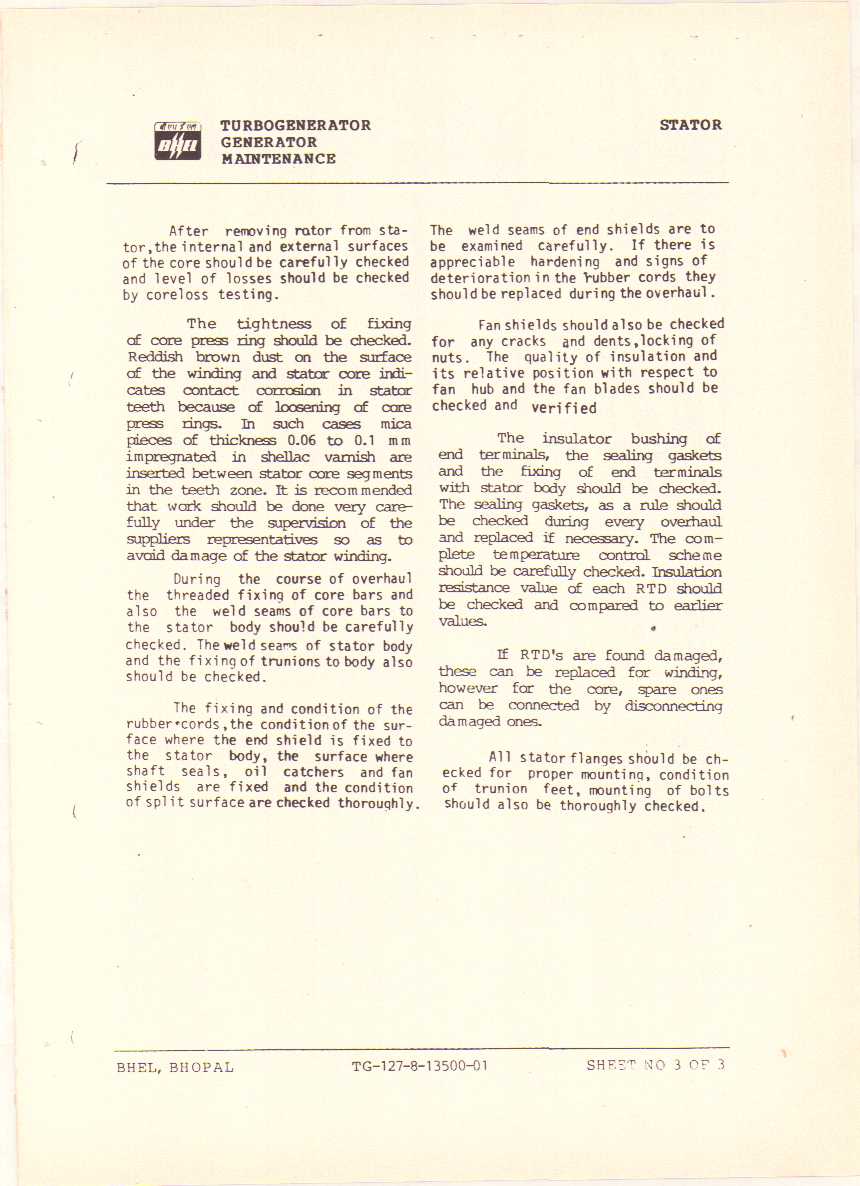 बीएचईएल
BHEL
TURBOGENERATOR
GENERATOR
MAINTENANCE
STATOR
After removing rotor from sta-
tor,the internal and external surfaces
of the core should be carefully checked
and level of losses should be checked
by coreloss testing.
The tightness of fixing
of core press ring should be checked.
Reddish brown dust on the surface
of the winding and stator core indi-
cates contact corrosion in stator
teeth because of loosening of core
press rings. In such cases mica
pieces of thickness 0.06 to 0.1 mm
impregnated in shellac varnish are
inserted between stator core segments
in the teeth zone. It is recommended
that work should be done very care-
fully under the supervision of the
suppliers representatives so as to
avoid damage of the stator winding.
During the course of overhaul
the threaded fixing of core bars and
also the weld seams of core bars to
the stator body should be carefully
checked. The weld seams of stator body
and the fixing of trunions to body also
should be checked.
The fixing and condition of the
rubber cords,the condition of the sur-
face where the end shield is fixed to
the stator body, the surface where
shaft seals, oil catchers and fan
shields are fixed and the condition
of split surface are checked thoroughly.
The weld seams of end shields are to
be examined carefully. If there is
appreciable hardening and signs of
deterioration in the rubber cords they
should be replaced during the overhaul.
Fan shields should also be checked
for any cracks and dents,locking of
nuts. The quality of insulation and
its relative position with respect to
fan hub and the fan blades should be
checked and verified
The insulator bushing of
end terminals, the sealing gaskets
and the fixing of end terminals
with stator body should be checked.
The sealing gaskets, as a rule should
be checked during every overhaul
and replaced if necessary. The com-
plete temperature control scheme
should be carefully checked. Insulation
resistance value of each RTD should
be checked and compared to earlier
values.
If RTD's are found damaged,
these can be replaced for winding,
however for the core, spare ones
can be connected by disconnecting
damaged ones.
All stator flanges should be ch-
ecked for proper mounting, condition
of trunion feet, mounting of bolts
should also be thoroughly checked.
BHEL, BHOPAL
TG-127-8-13500-01
SHEET NO 3 OF 3